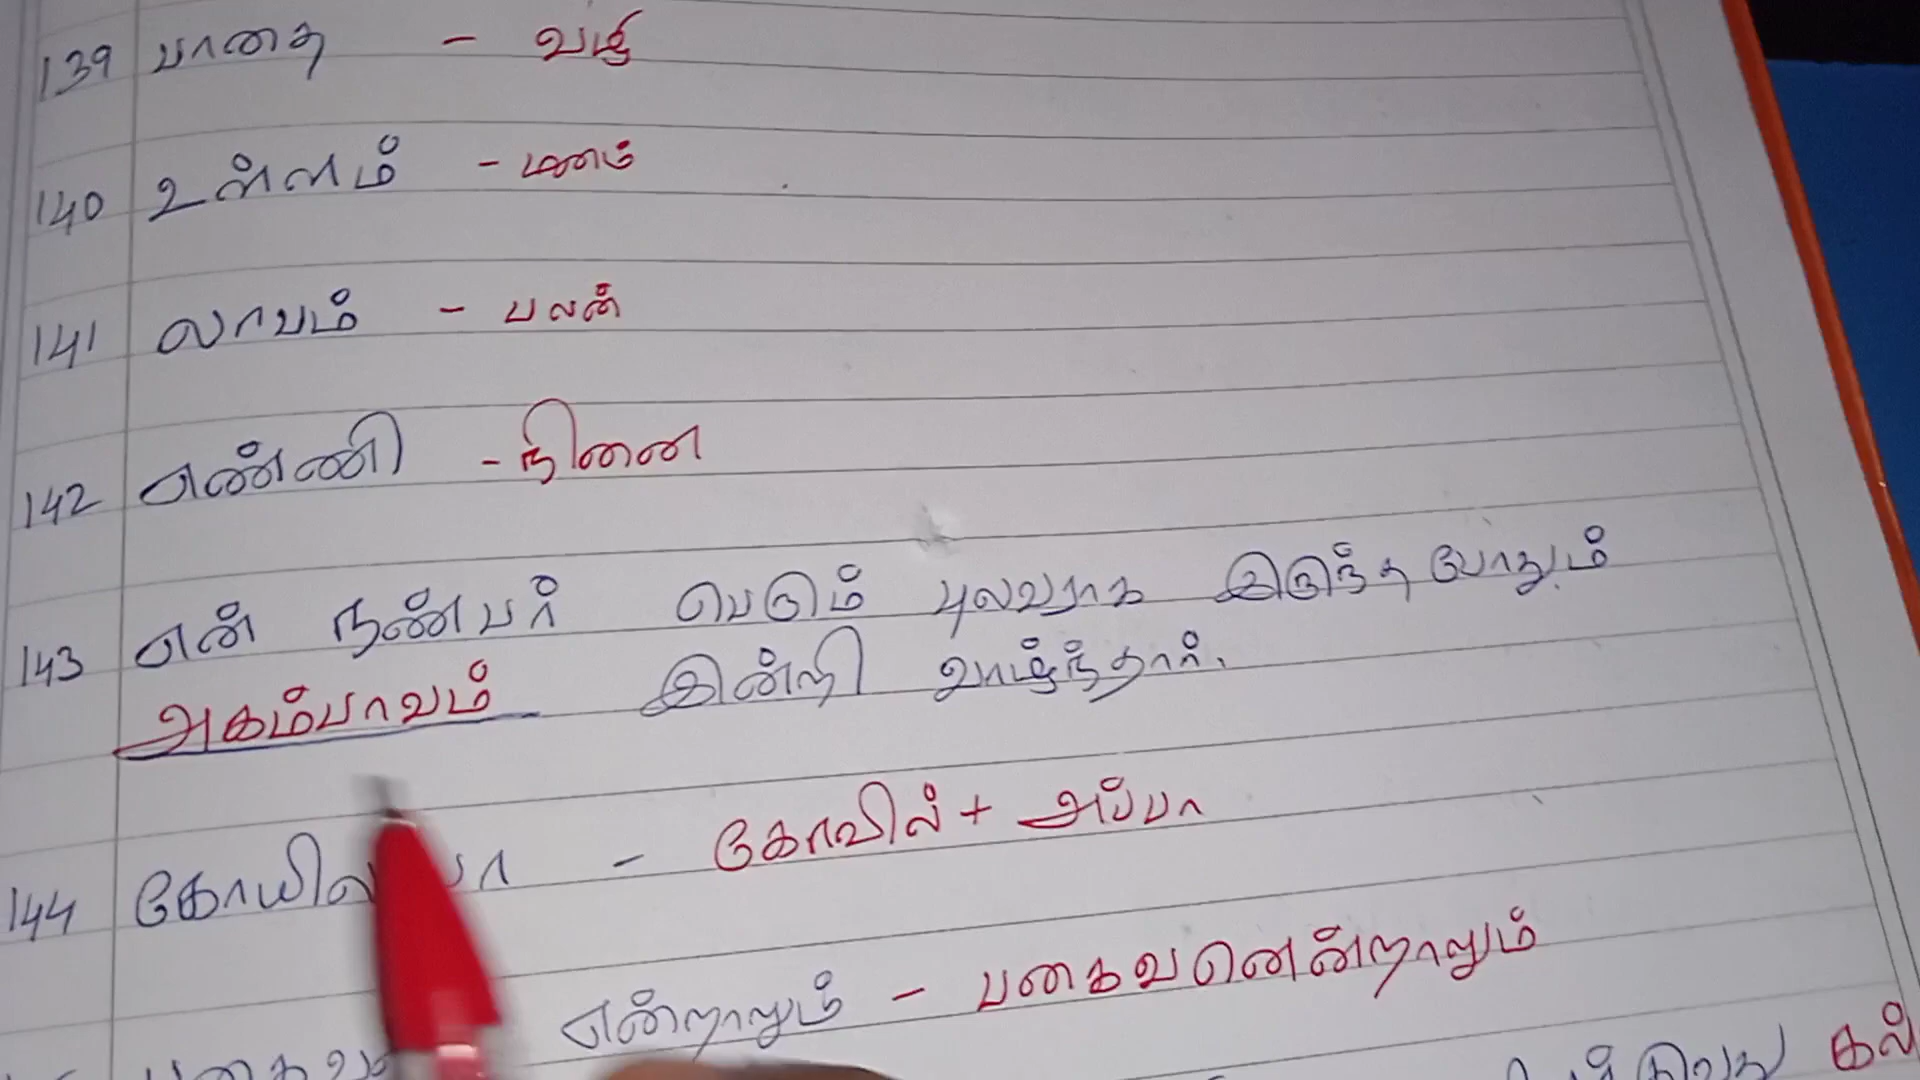 139 பாதை - வழி
140 உள்ளம் - மனம்
141 லாபம் - பலன்
142 எண்ணி - நினை
143 என் நண்பர் பெரும் புலவராக இருந்த போதும்
அகம்பாவம் இன்றி வாழ்ந்தார்.
144 - கோவில் + அப்பா
என்றாலும் - பகைவனென்றாலும்